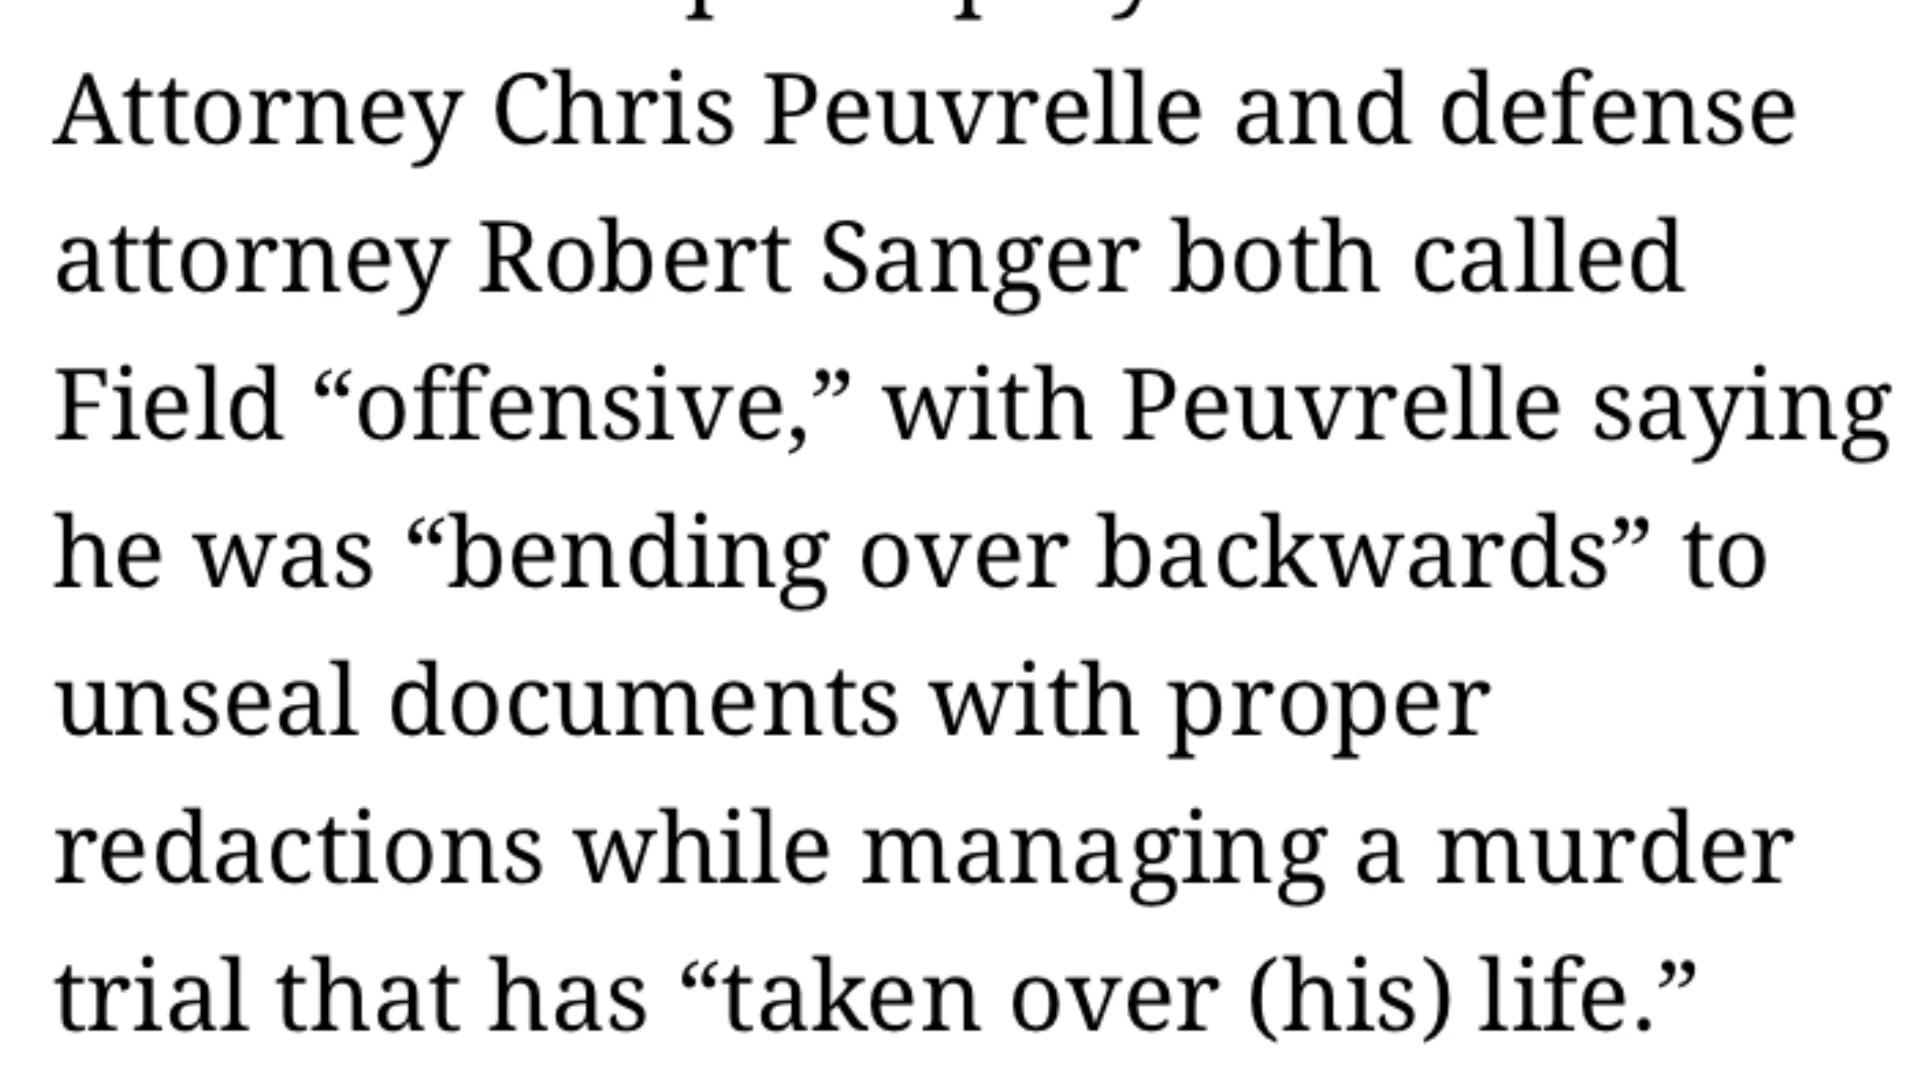 Attorney Chris Peuvrelle and defense
attorney Robert Sanger both called
Field “offensive,” with Peuvrelle saying
he was “bending over backwards” to
unseal documents with proper
redactions while managing a murder
trial that has “taken over (his) life.”